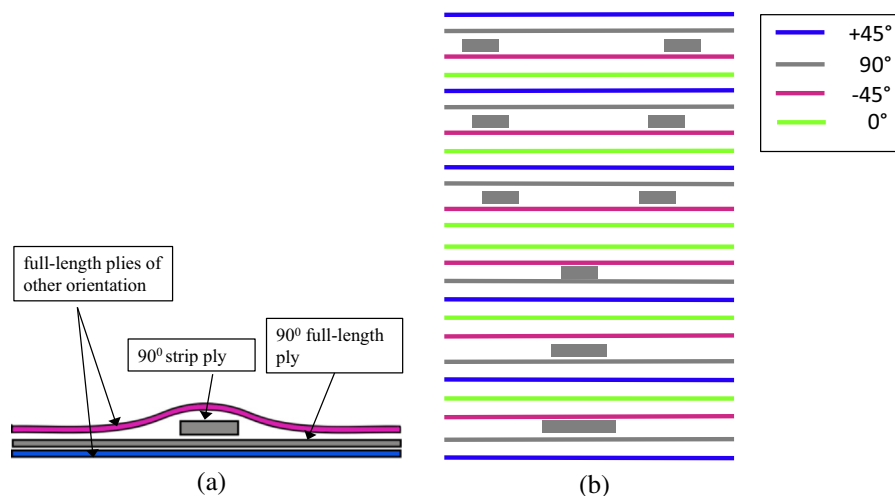 +45°
90°
-45°
0°
full-length plies of
other orientation
90⁰ strip ply
90⁰ full-length
ply
(a)
(b)